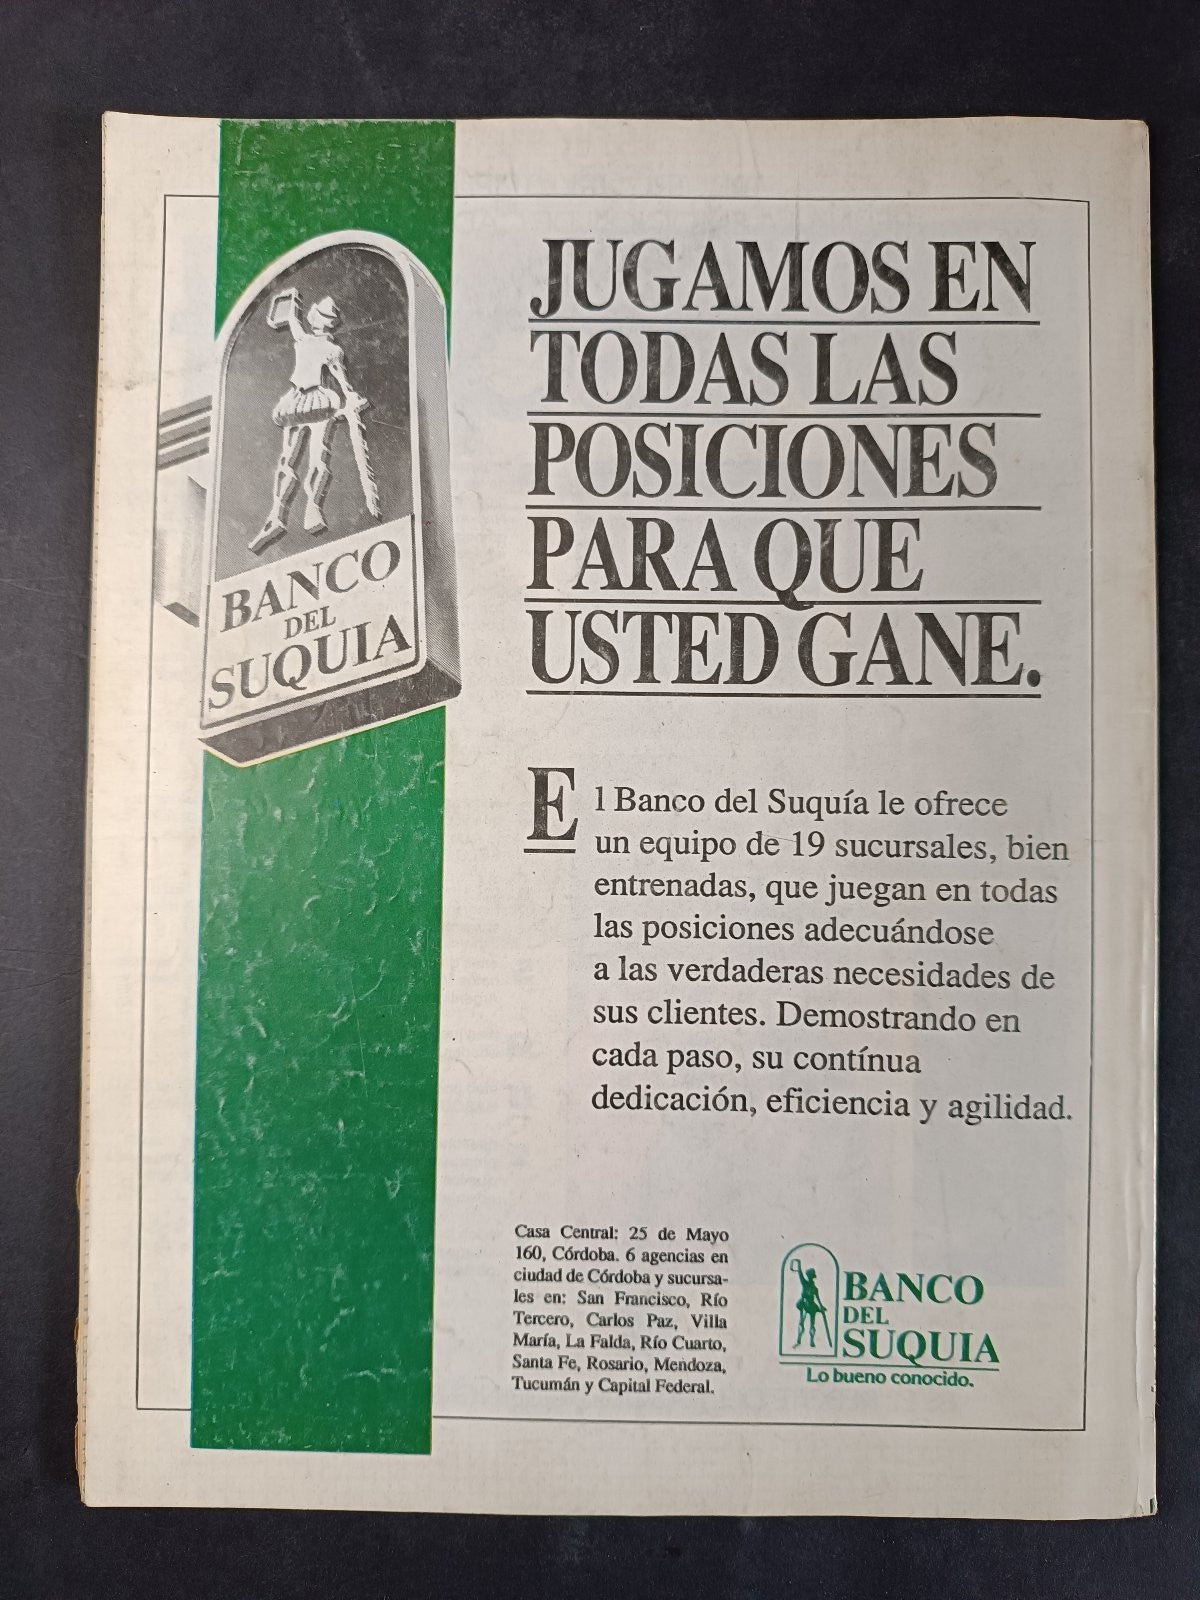 BANCO
DEL
SUQUIA
JUGAMOS EN
TODAS LAS
POSICIONES
PARA QUE
USTED GANE.
El Banco del Suquía le ofrece
un equipo de 19 sucursales, bien
entrenadas, que juegan en todas
las posiciones adecuándose
a las verdaderas necesidades de
sus clientes. Demostrando en
cada paso, su contínua
dedicación, eficiencia y agilidad.
Casa Central: 25 de Mayo
160, Córdoba. 6 agencias en
ciudad de Córdoba y sucursa-
les en: San Francisco, Río
Tercero, Carlos Paz, Villa
María, La Falda, Río Cuarto,
Santa Fe, Rosario, Mendoza,
Tucumán y Capital Federal.
BANCO
DEL
SUQUIA
Lo bueno conocido.